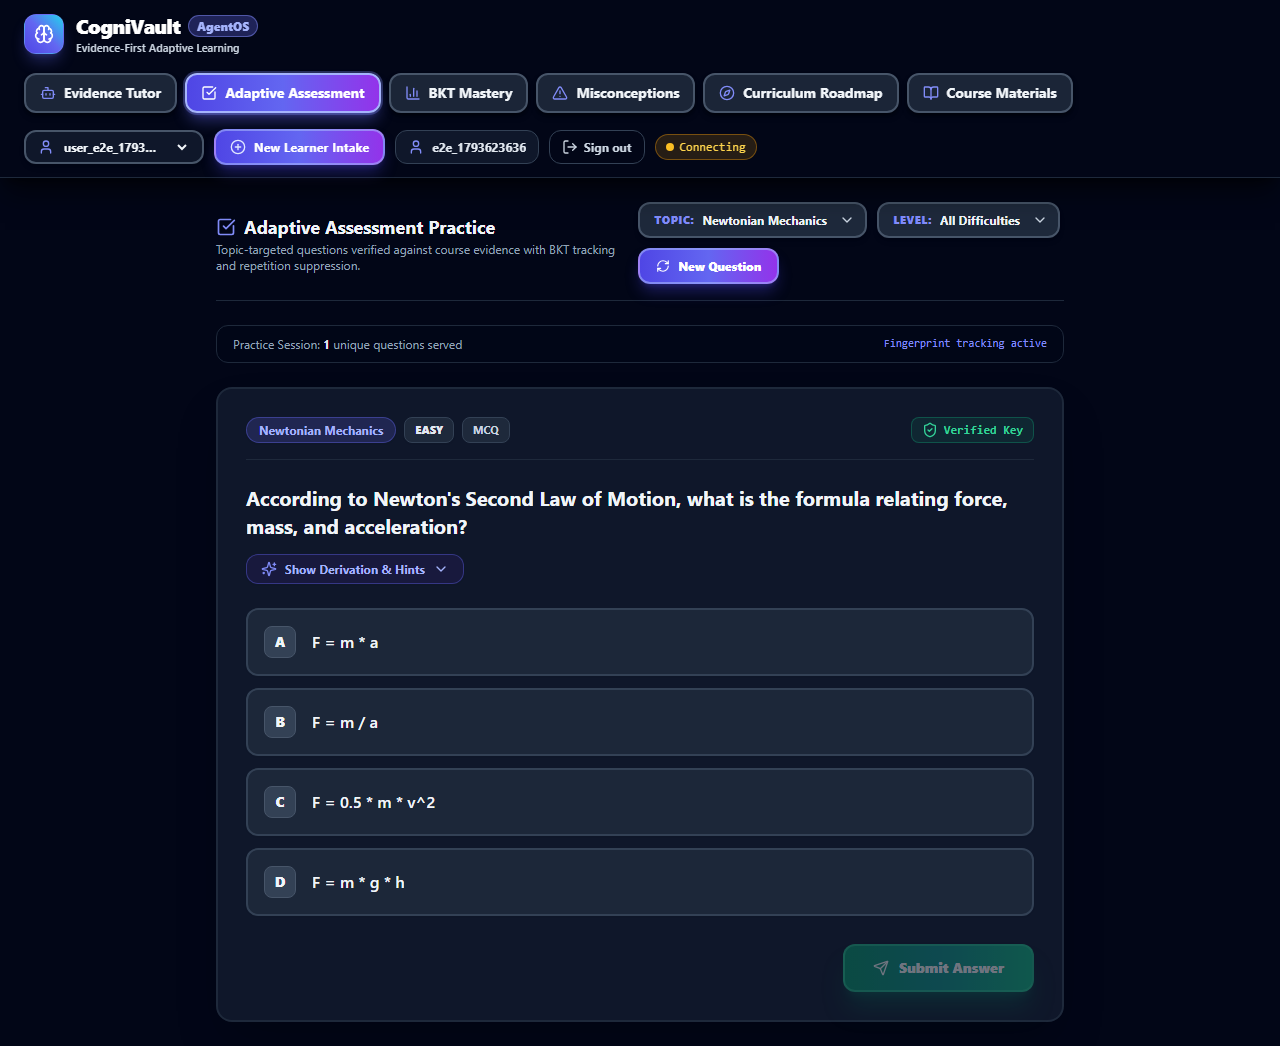 CogniVault AgentOS
Evidence-First Adaptive Learning
Evidence Tutor
Adaptive Assessment
BKT Mastery
Misconceptions
Curriculum Roadmap
Course Materials
user_e2e_1793...
New Learner Intake
e2e_1793623636
Sign out
Connecting
Adaptive Assessment Practice
Topic-targeted questions verified against course evidence with BKT tracking
and repetition suppression.
TOPIC: Newtonian Mechanics
LEVEL: All Difficulties
New Question
Practice Session: 1 unique questions served
Fingerprint tracking active
Newtonian Mechanics
EASY
MCQ
Verified Key
According to Newton's Second Law of Motion, what is the formula relating force,
mass, and acceleration?
Show Derivation & Hints
A F = m * a
B F = m / a
C F = 0.5 * m * v^2
D F = m * g * h
Submit Answer